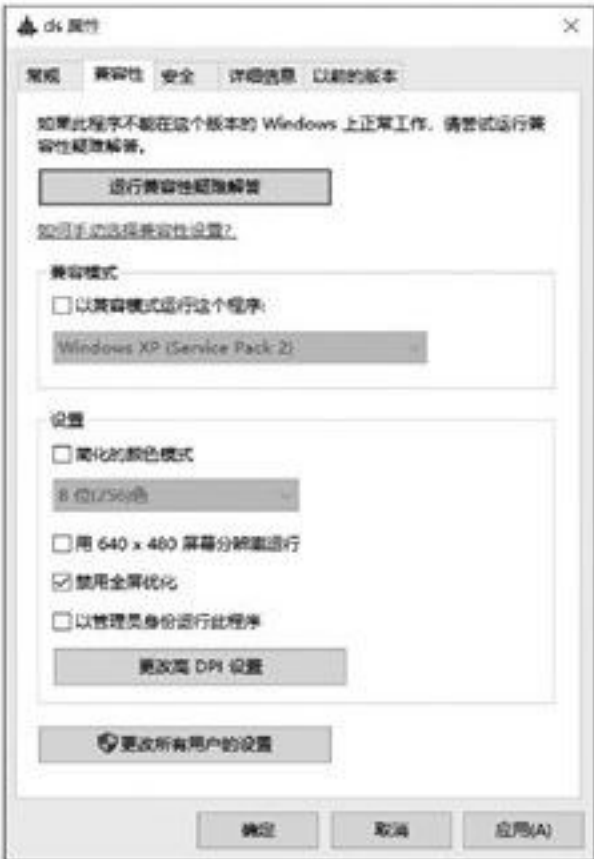 cls 属性
常规 兼容性 安全 详细信息 以前的版本
如果此程序不能在这个版本的 Windows 上正常工作，请尝试运行兼
容性疑难解答。
运行兼容性疑难解答
如何手动选择兼容性设置?
兼容模式
以兼容模式运行这个程序:
Windows XP (Service Pack 2)
设置
简化的颜色模式
8 位(256)色
用 640 x 480 屏幕分辨率运行
禁用全屏优化
以管理员身份运行此程序
更改高 DPI 设置
更改所有用户的设置
确定 取消 应用(A)